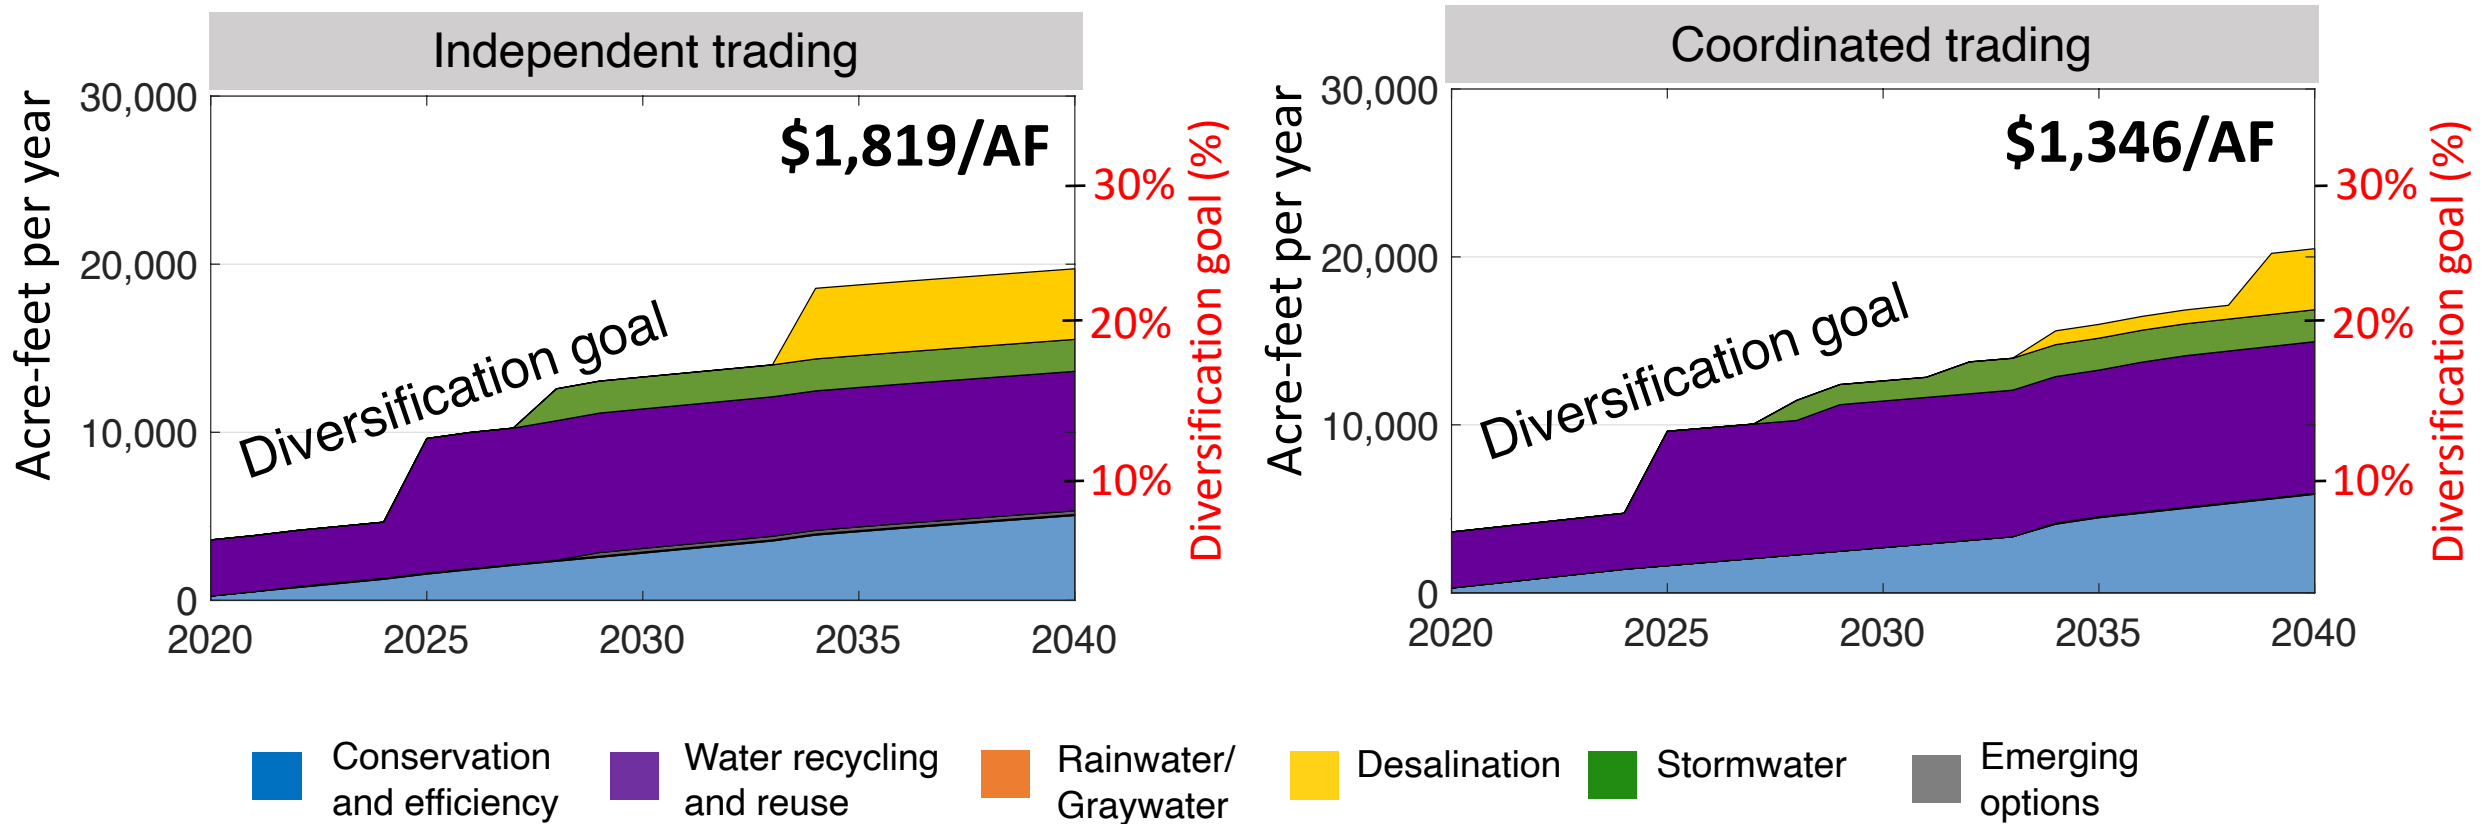 Independent trading
Acre-feet per year
30,000
20,000
10,000
0
$1,819/AF
Diversification goal
30%
20%
10%
Diversification goal (%)
2020
2025
2030
2035
2040
Coordinated trading
Acre-feet per year
30,000
20,000
10,000
0
$1,346/AF
Diversification goal
30%
20%
10%
Diversification goal (%)
2020
2025
2030
2035
2040
Conservation
and efficiency
Water recycling
and reuse
Rainwater/
Graywater
Desalination
Stormwater
Emerging
options